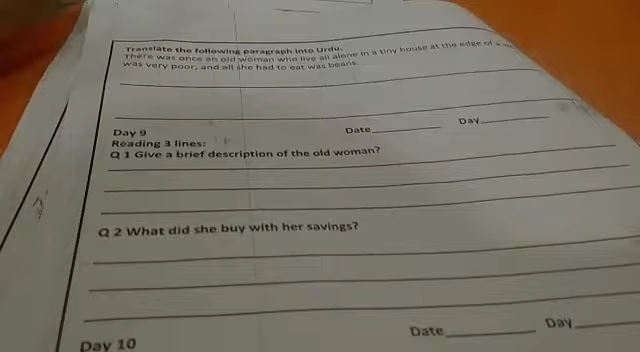 Translate the following paragraph into Urdu.
There was once an old woman who live all alone in a tiny house at the edge of a
was very poor, and all she had to eat was beans.
Day 9
Date
Day
Reading 3 lines:
Q 1 Give a brief description of the old woman?
Q 2 What did she buy with her savings?
Day 10
Date
Day